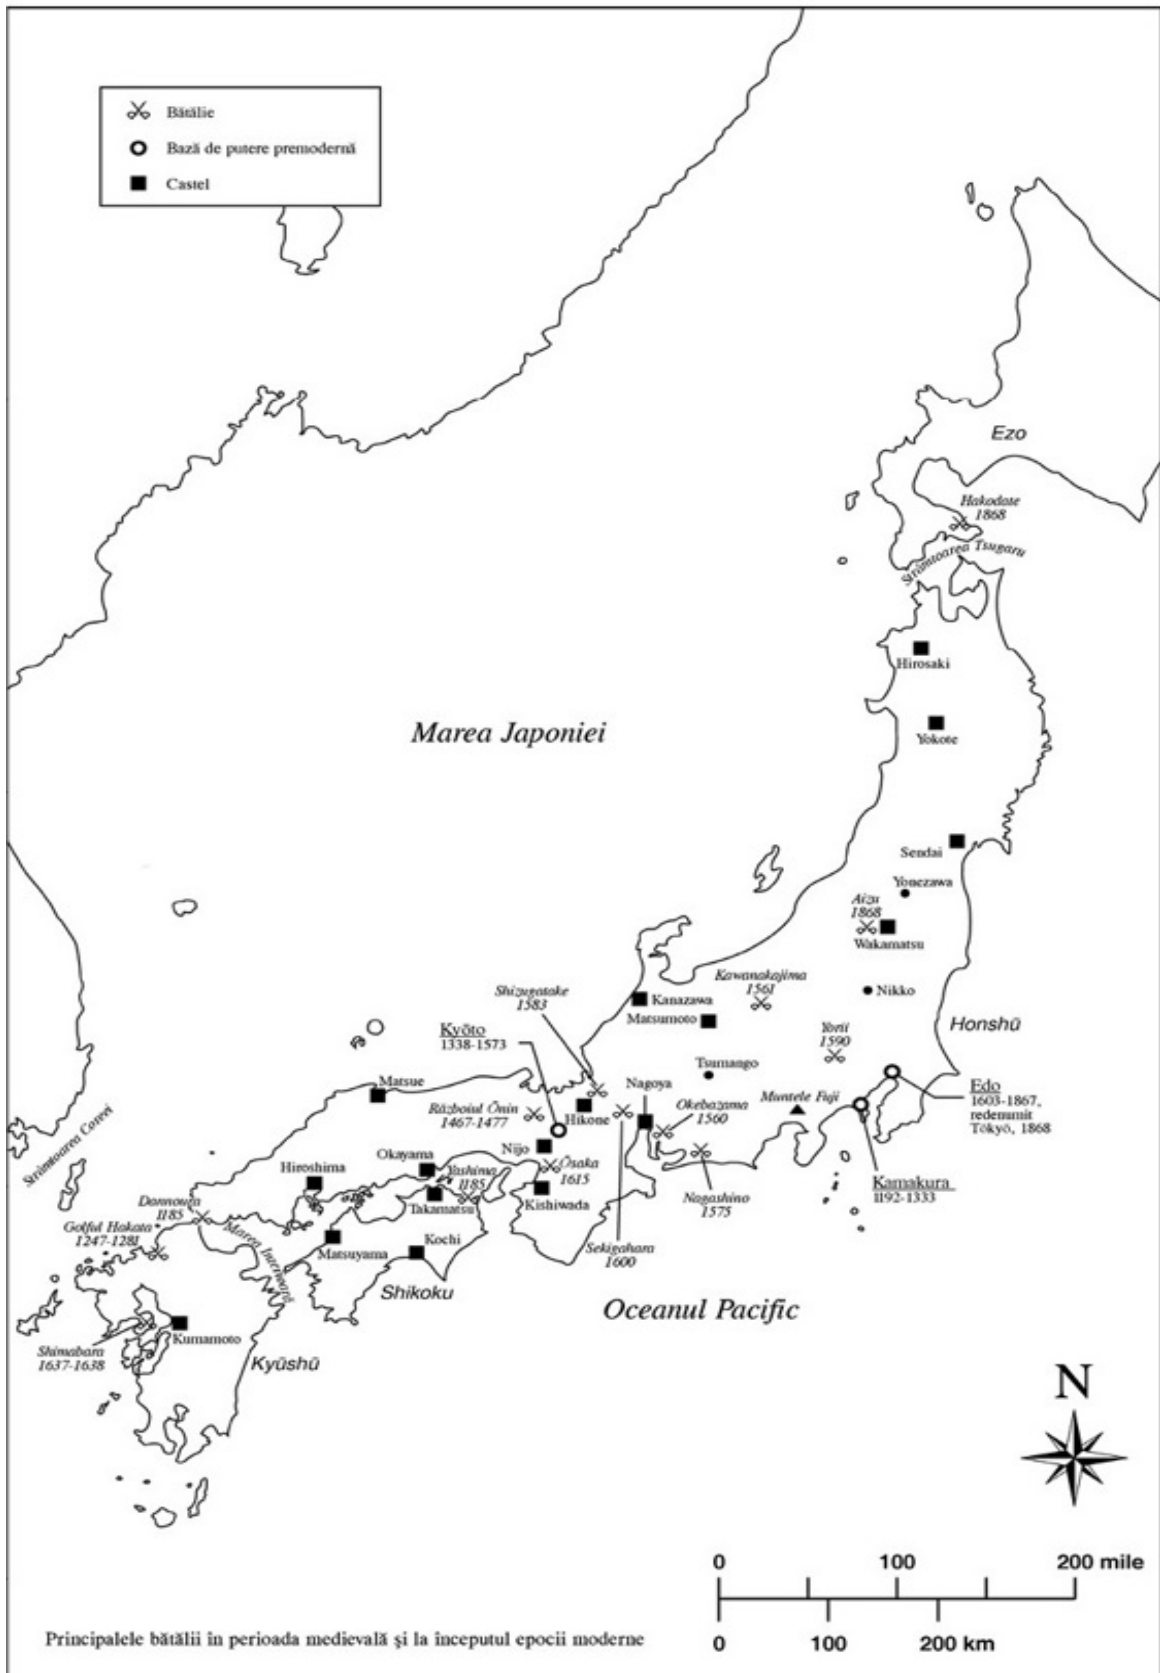 Bătălie
Bază de putere premodernă
Castel
Ezo
Hakodate
1868
Strâmtoarea Tsugaru
Hirosaki
Marea Japoniei
Yokote
Sendai
Yonezawa
Aizu
1868
Wakamatsu
Kawanakajima
1561
Shizugatake
1583
Kanazawa
Matsumoto
Nikko
Honshū
Kyōto
1338-1573
Yorii
1590
Tsumango
Edo
1603-1867,
redenumit
Tōkyō, 1868
Matsue
Nagoya
Muntele Fuji
Războiul Ōnin
1467-1477
Hikone
Okebazama
1560
Strâmtoarea Coreei
Nijo
Okayama
Hiroshima
Yashima
1185
Ōsaka
1615
Kamakura
1192-1333
Nagashino
1575
Dannoura
1185
Takamatsu
Kishiwada
Golful Hakata
1247-1281
Marea Interioară
Matsuyama
Kochi
Sekigahara
1600
Shikoku
Oceanul Pacific
Kumamoto
Shimabara
1637-1638
Kyūshū
N
0 100 200 mile
0 100 200 km
Principalele bătălii în perioada medievală și la începutul epocii moderne